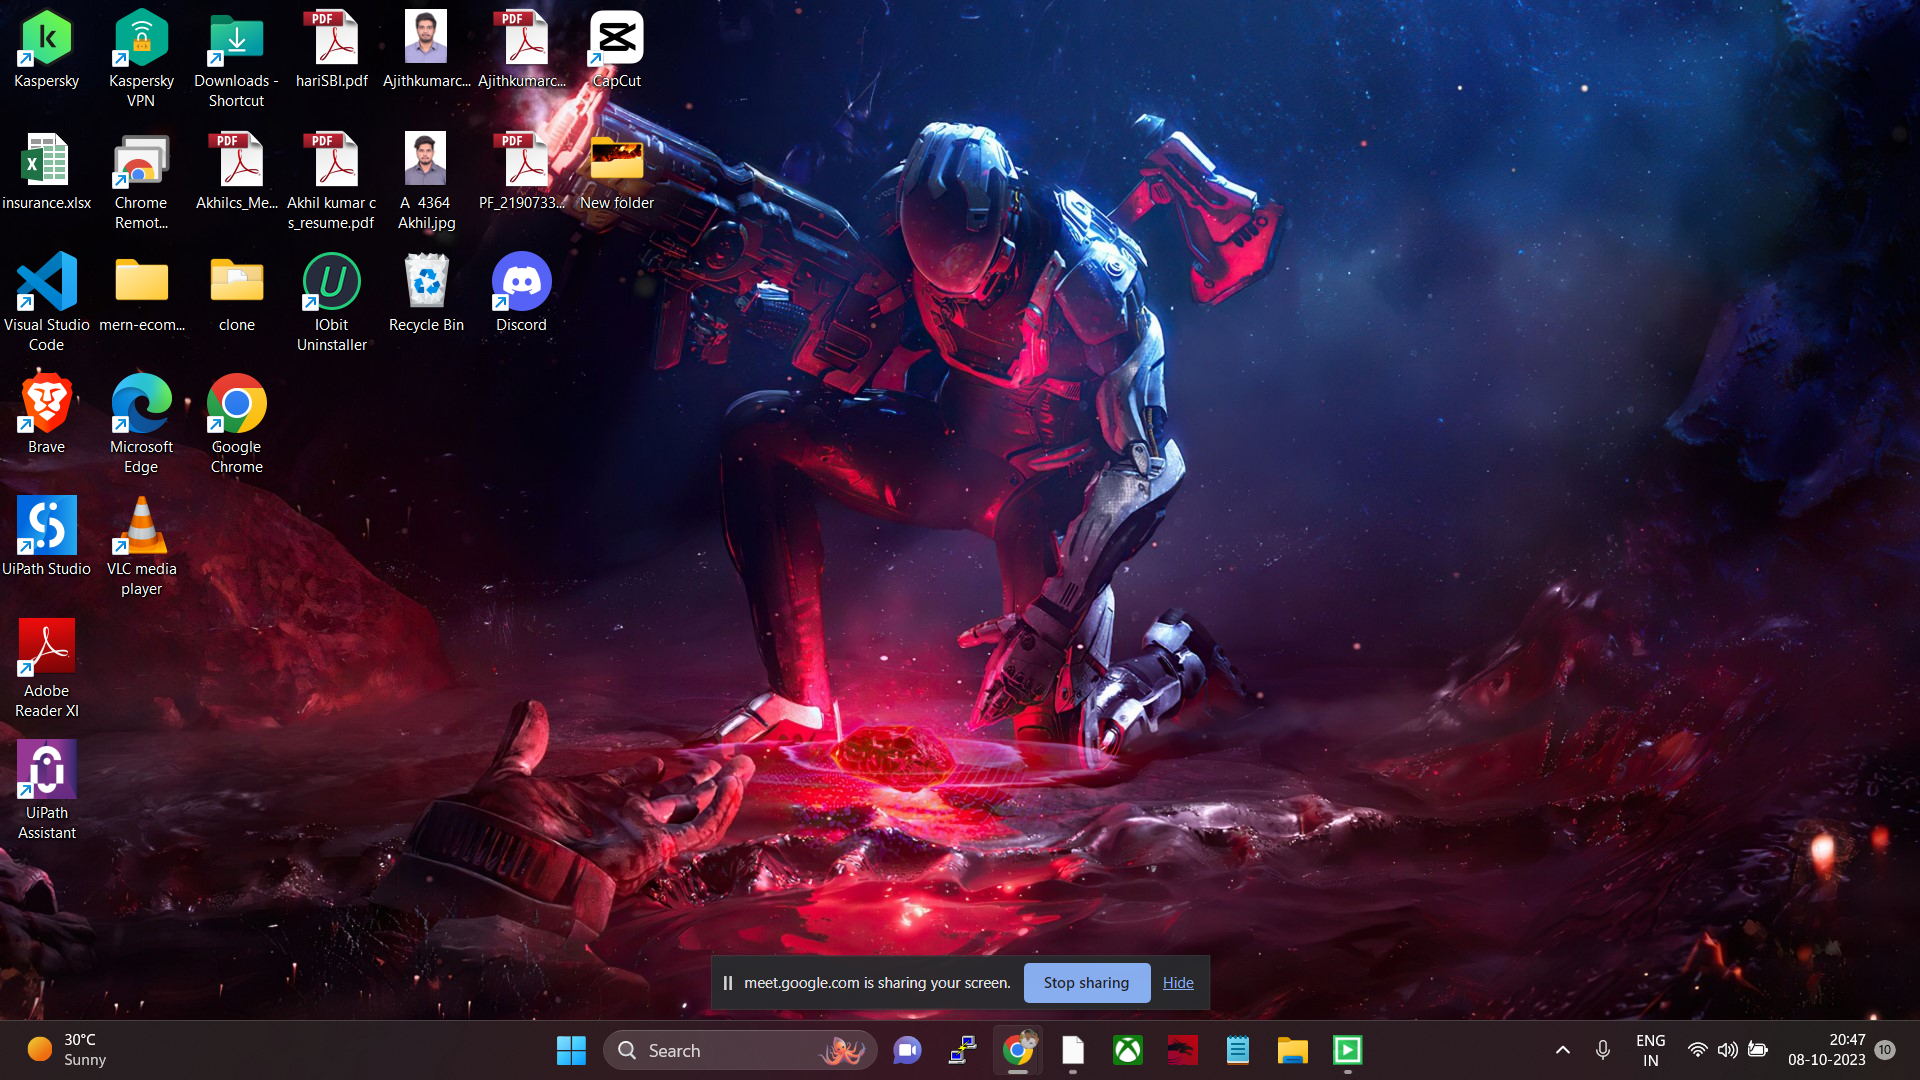 Kaspersky
Kaspersky
VPN
Downloads -
Shortcut
PDF
hariSBI.pdf
Ajithkumarc...
PDF
Ajithkumarc...
CapCut
X
insurance.xlsx
Chrome
Remot...
PDF
Akhilcs_Me...
PDF
Akhil kumar c
s_resume.pdf
A 4364
Akhil.jpg
PDF
PF_2190733...
New folder
Visual Studio
Code
mern-ecom...
clone
IObit
Uninstaller
Recycle Bin
Discord
Brave
Microsoft
Edge
Google
Chrome
UiPath Studio
VLC media
player
Adobe
Reader XI
UiPath
Assistant
meet.google.com is sharing your screen.
Stop sharing
Hide
30°C
Sunny
Search
ENG
IN
20:47
08-10-2023
10